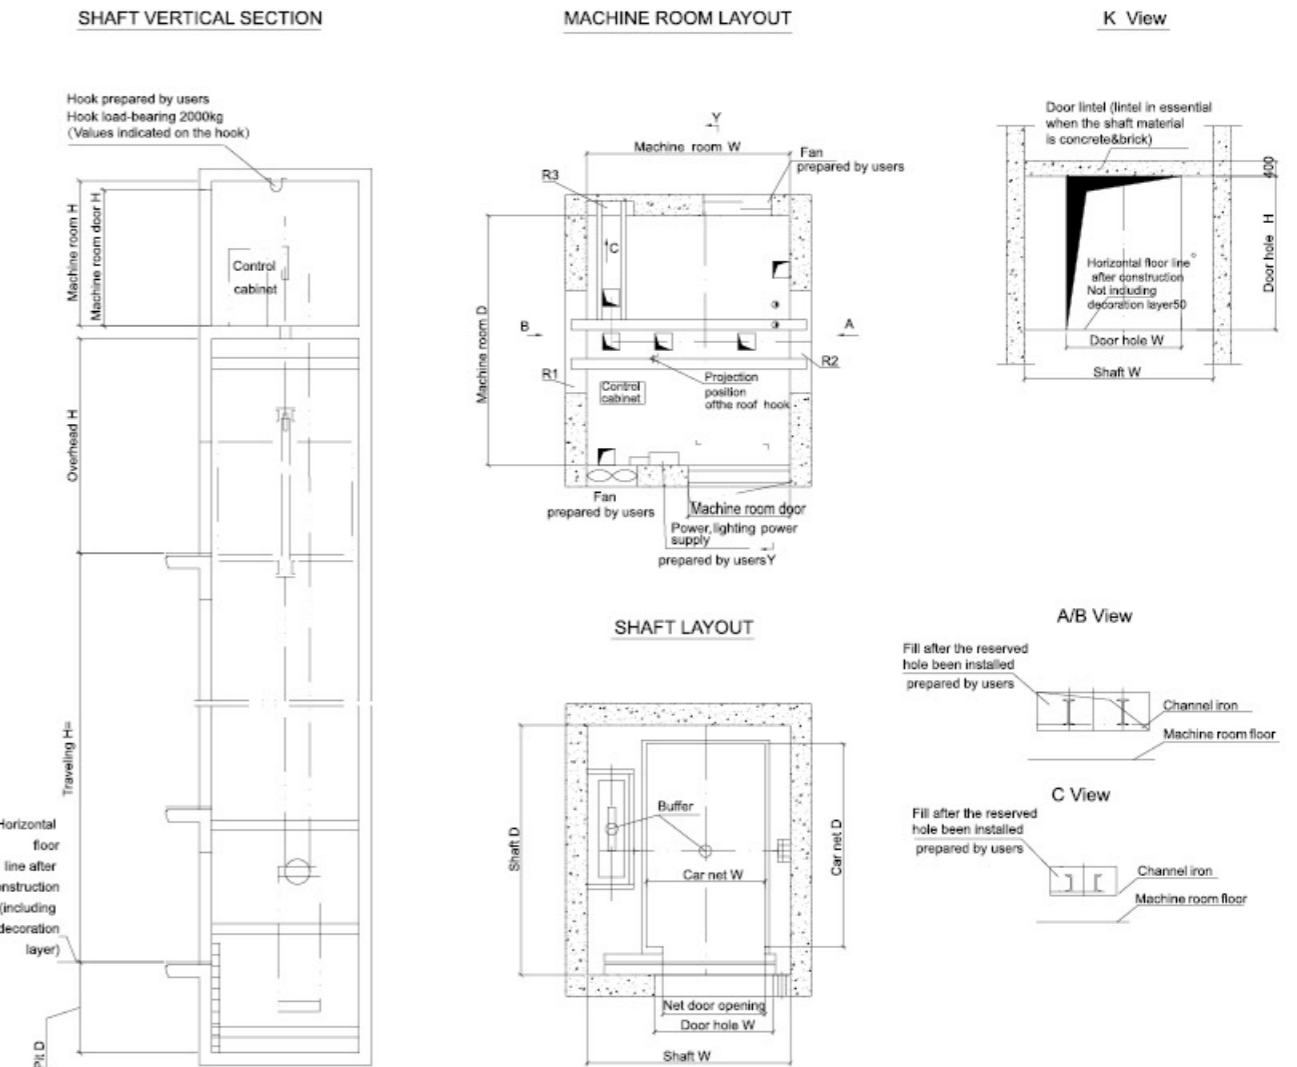 SHAFT VERTICAL SECTION
Hook prepared by users
Hook load-bearing 2000kg
(Values indicated on the hook)
Machine room H
Machine room door H
Control
cabinet
Overhead H
Traveling H=
Horizontal
floor
line after
onstruction
(including
decoration
layer)
Pit D
MACHINE ROOM LAYOUT
Y
Machine room W
Fan
prepared by users
R3
C
Machine room D
B
A
R1
R2
Control
cabinet
Projection
position
ofthe roof hook
Fan
prepared by users
Machine room door
Power,lighting power
supply
prepared by usersY
SHAFT LAYOUT
Shaft D
Buffer
Car net W
Car net D
Net door opening
Door hole W
Shaft W
K View
Door lintel (lintel in essential
when the shaft material
is concrete&brick)
400
Door hole H
Horizontal floor line
after construction
Not including
decoration layer50
Door hole W
Shaft W
A/B View
Fill after the reserved
hole been installed
prepared by users
Channel iron
Machine room floor
C View
Fill after the reserved
hole been installed
prepared by users
Channel iron
Machine room floor